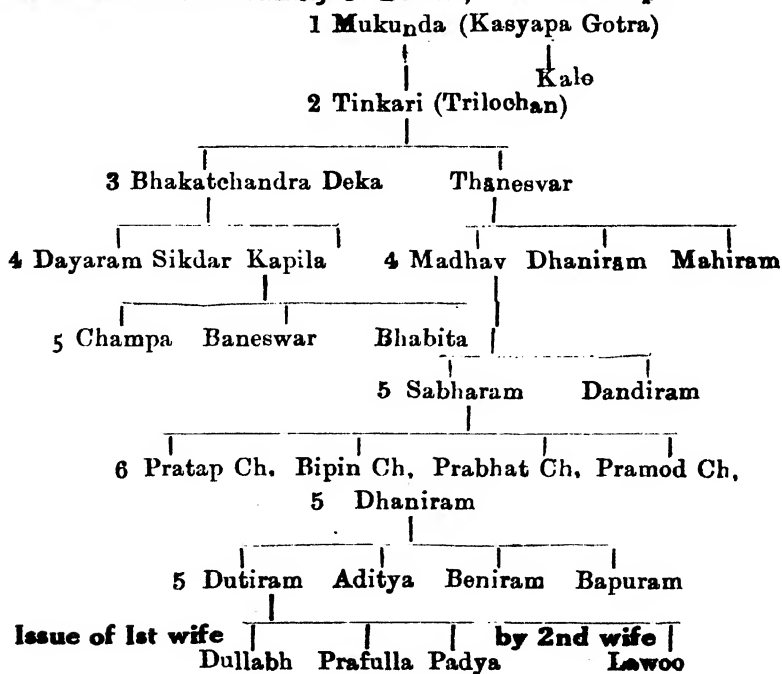 1 Mukunda (Kasyapa Gotra)
Kalo
2 Tinkari (Trilochan)
3 Bhakatchandra Deka Thanesvar
4 Dayaram Sikdar Kapila 4 Madhav Dhaniram Mahiram
5 Champa Baneswar Bhabita
5 Sabharam Dandiram
6 Pratap Ch. Bipin Ch, Prabhat Ch, Pramod Ch,
5 Dhaniram
5 Dutiram Aditya Beniram Bapuram
Issue of Ist wife by 2nd wife
Dullabh Prafulla Padya Lawoo